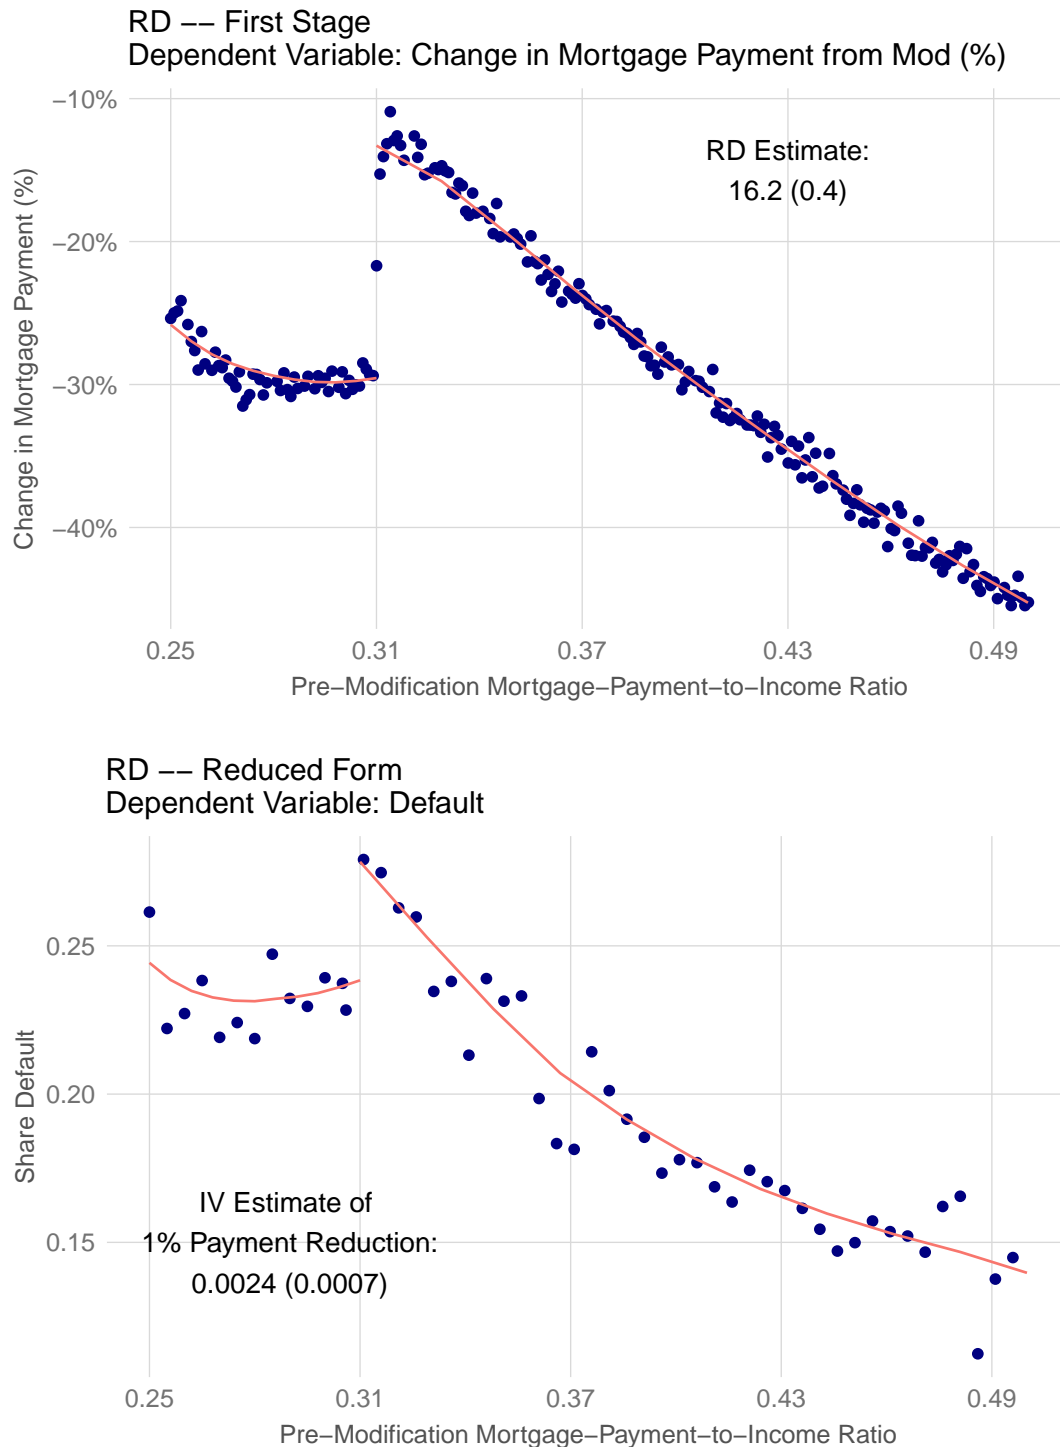 RD –– First Stage
Dependent Variable: Change in Mortgage Payment from Mod (%)
−10%
−20%
−30%
−40%
Change in Mortgage Payment (%)
RD Estimate:
16.2 (0.4)
0.25
0.31
0.37
0.43
0.49
Pre−Modification Mortgage−Payment−to−Income Ratio
RD –– Reduced Form
Dependent Variable: Default
0.25
0.20
0.15
Share Default
IV Estimate of
1% Payment Reduction:
0.0024 (0.0007)
0.25
0.31
0.37
0.43
0.49
Pre−Modification Mortgage−Payment−to−Income Ratio